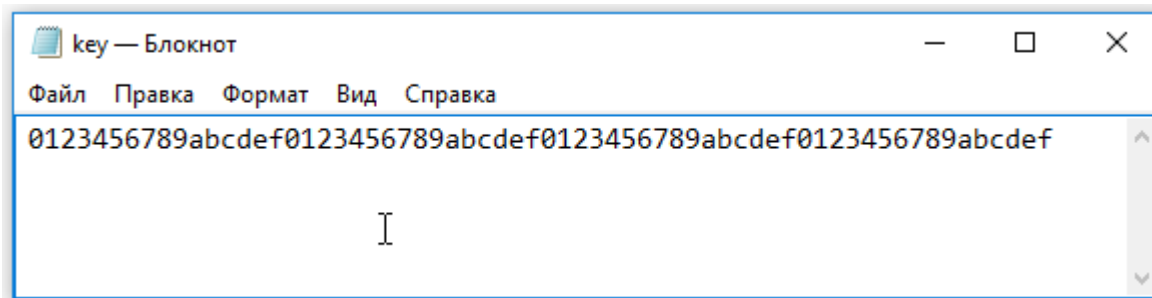 key — Блокнот
Файл Правка Формат Вид Справка
0123456789abcdef0123456789abcdef0123456789abcdef0123456789abcdef